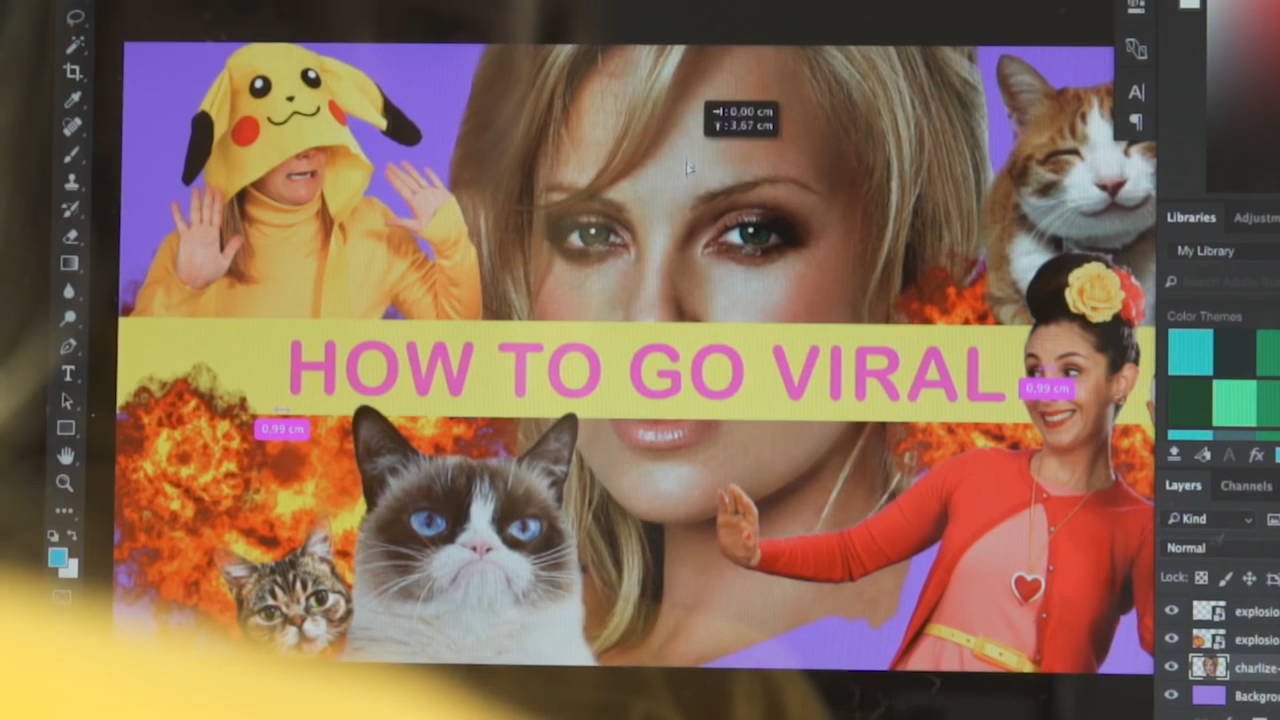 →|: 0,00 cm
: 3,67 cm
HOW TO GO VIRAL
0,99 cm
0,99 cm
A|
¶
T
Libraries
My Library
Color Themes
fx
Layers
Channels
Kind
Normal
Lock:
explosio
explosio
charlize-
Backgro